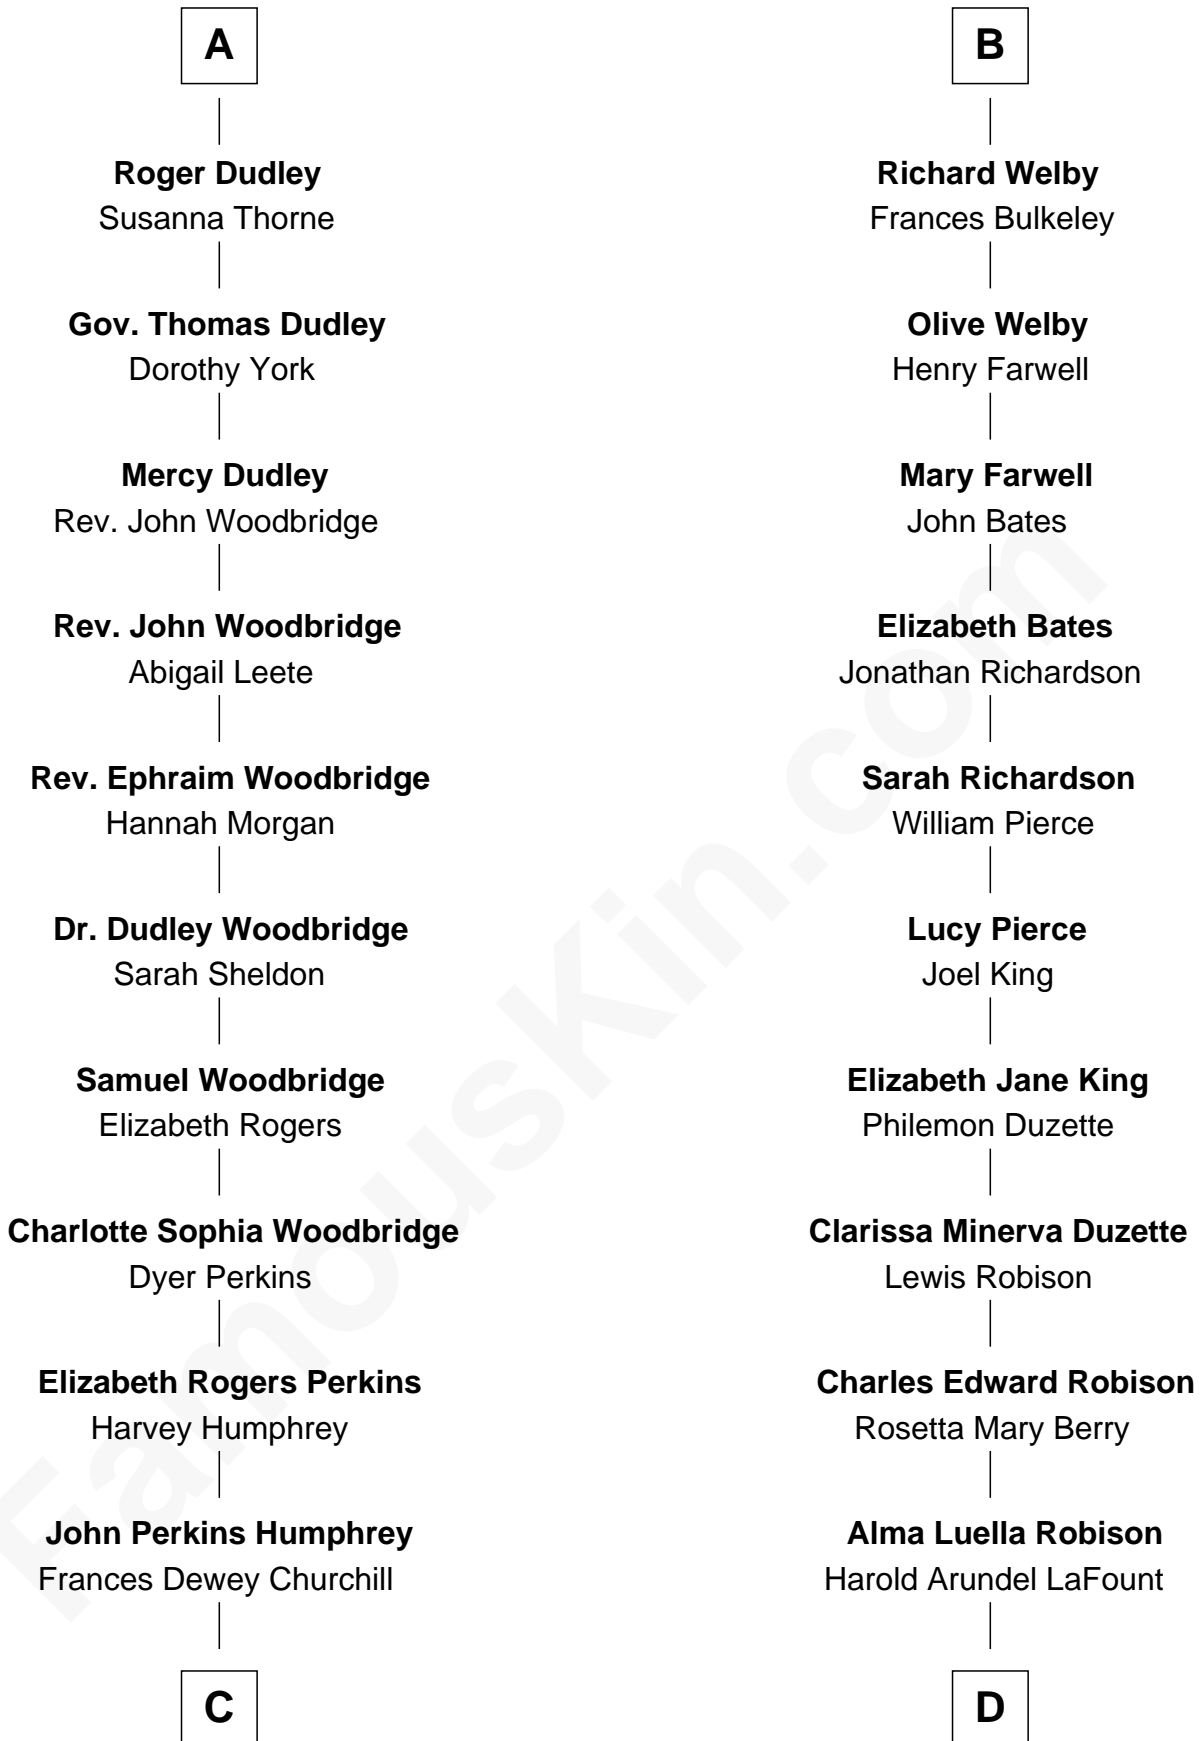 A
Roger Dudley
Susanna Thorne
Gov. Thomas Dudley
Dorothy York
Mercy Dudley
Rev. John Woodbridge
Rev. John Woodbridge
Abigail Leete
Rev. Ephraim Woodbridge
Hannah Morgan
Dr. Dudley Woodbridge
Sarah Sheldon
Samuel Woodbridge
Elizabeth Rogers
Charlotte Sophia Woodbridge
Dyer Perkins
Elizabeth Rogers Perkins
Harvey Humphrey
John Perkins Humphrey
Frances Dewey Churchill
C
B
Richard Welby
Frances Bulkeley
Olive Welby
Henry Farwell
Mary Farwell
John Bates
Elizabeth Bates
Jonathan Richardson
Sarah Richardson
William Pierce
Lucy Pierce
Joel King
Elizabeth Jane King
Philemon Duzette
Clarissa Minerva Duzette
Lewis Robison
Charles Edward Robison
Rosetta Mary Berry
Alma Luella Robison
Harold Arundel LaFount
D
FamousKin.com